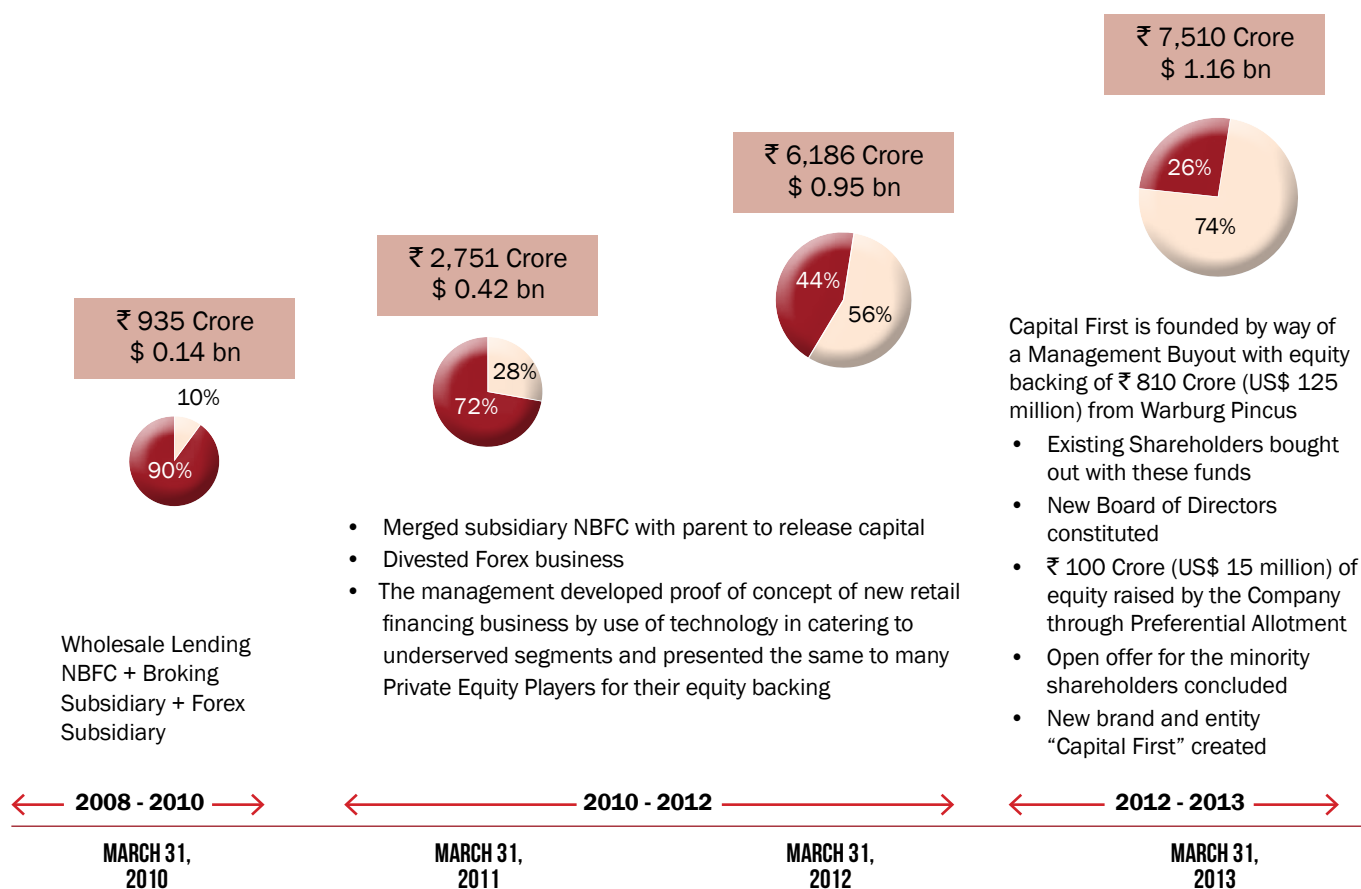 ₹ 935 Crore
$ 0.14 bn
10%
90%
Wholesale Lending
NBFC + Broking
Subsidiary + Forex
Subsidiary
₹ 2,751 Crore
$ 0.42 bn
28%
72%
₹ 6,186 Crore
$ 0.95 bn
44%
56%
• Merged subsidiary NBFC with parent to release capital
• Divested Forex business
• The management developed proof of concept of new retail
financing business by use of technology in catering to
underserved segments and presented the same to many
Private Equity Players for their equity backing
₹ 7,510 Crore
$ 1.16 bn
26%
74%
Capital First is founded by way of
a Management Buyout with equity
backing of ₹ 810 Crore (US$ 125
million) from Warburg Pincus
• Existing Shareholders bought
out with these funds
• New Board of Directors
constituted
• ₹ 100 Crore (US$ 15 million) of
equity raised by the Company
through Preferential Allotment
• Open offer for the minority
shareholders concluded
• New brand and entity
“Capital First” created
2008 - 2010
2010 - 2012
2012 - 2013
MARCH 31,
2010
MARCH 31,
2011
MARCH 31,
2012
MARCH 31,
2013